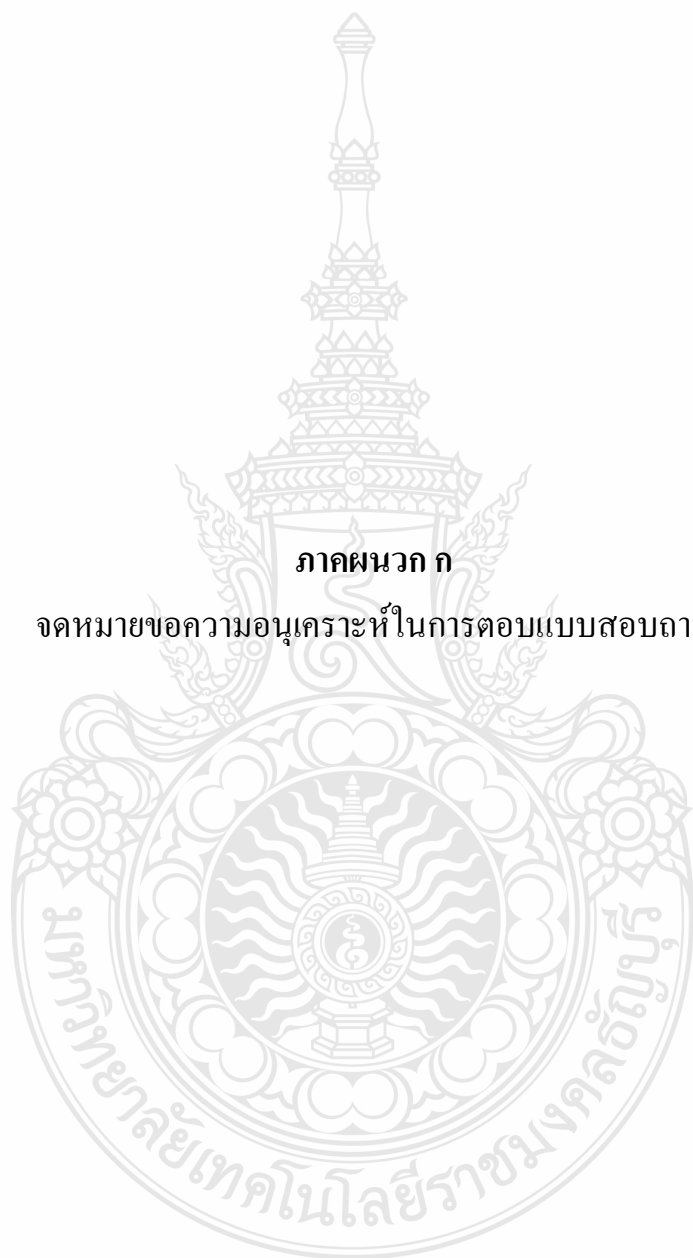 ภาคผนวก ก
จดหมายขอความอนุเคราะห์ในการตอบแบบสอบถา
มหาวิทยาลัยเทคโนโลยีราชมงคลธัญบุรี